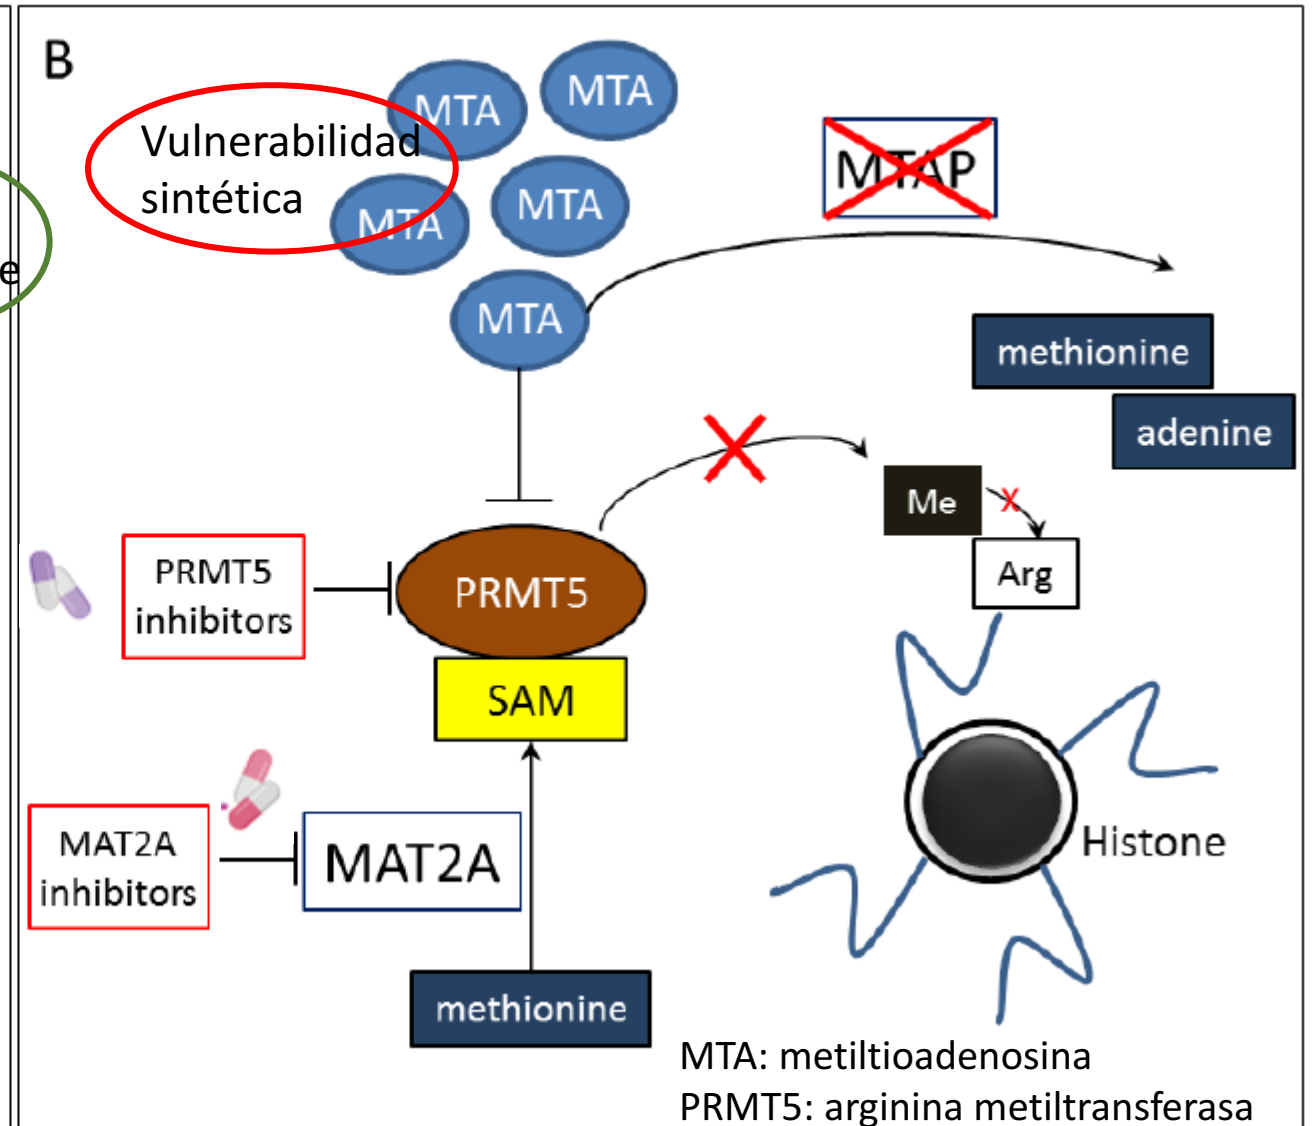 B
MTA
MTA
Vulnerabilidad
sintética
MTA
MTA
MTAP
e
MTA
methionine
adenine
Me
x
Arg
PRMT5
inhibitors
PRMT5
SAM
MAT2A
inhibitors
MAT2A
Histone
methionine
MTA: metiltioadenosina
PRMT5: arginina metiltransferasa